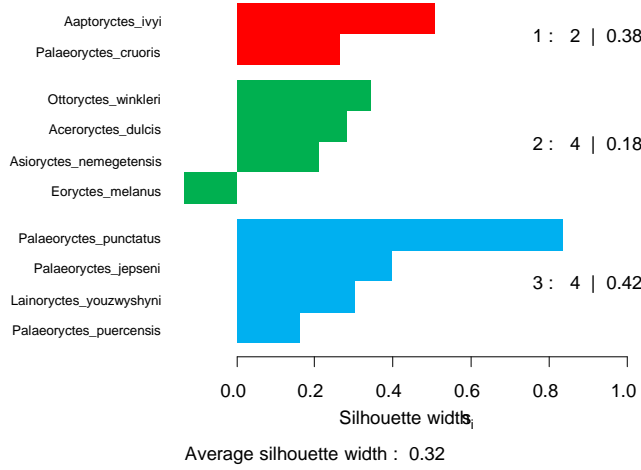 Aaptoryctes_ivyi
1 : 2 | 0.38
Palaeoryctes_cruoris
Ottoryctes_winkleri
Aceroryctes_dulcis
2 : 4 | 0.18
Asioryctes_nemegetensis
Eoryctes_melanus
Palaeoryctes_punctatus
Palaeoryctes_jepseni
3 : 4 | 0.42
Lainoryctes_youzwyshyni
Palaeoryctes_puercensis
0.0 0.2 0.4 0.6 0.8 1.0
Silhouette width si
Average silhouette width : 0.32